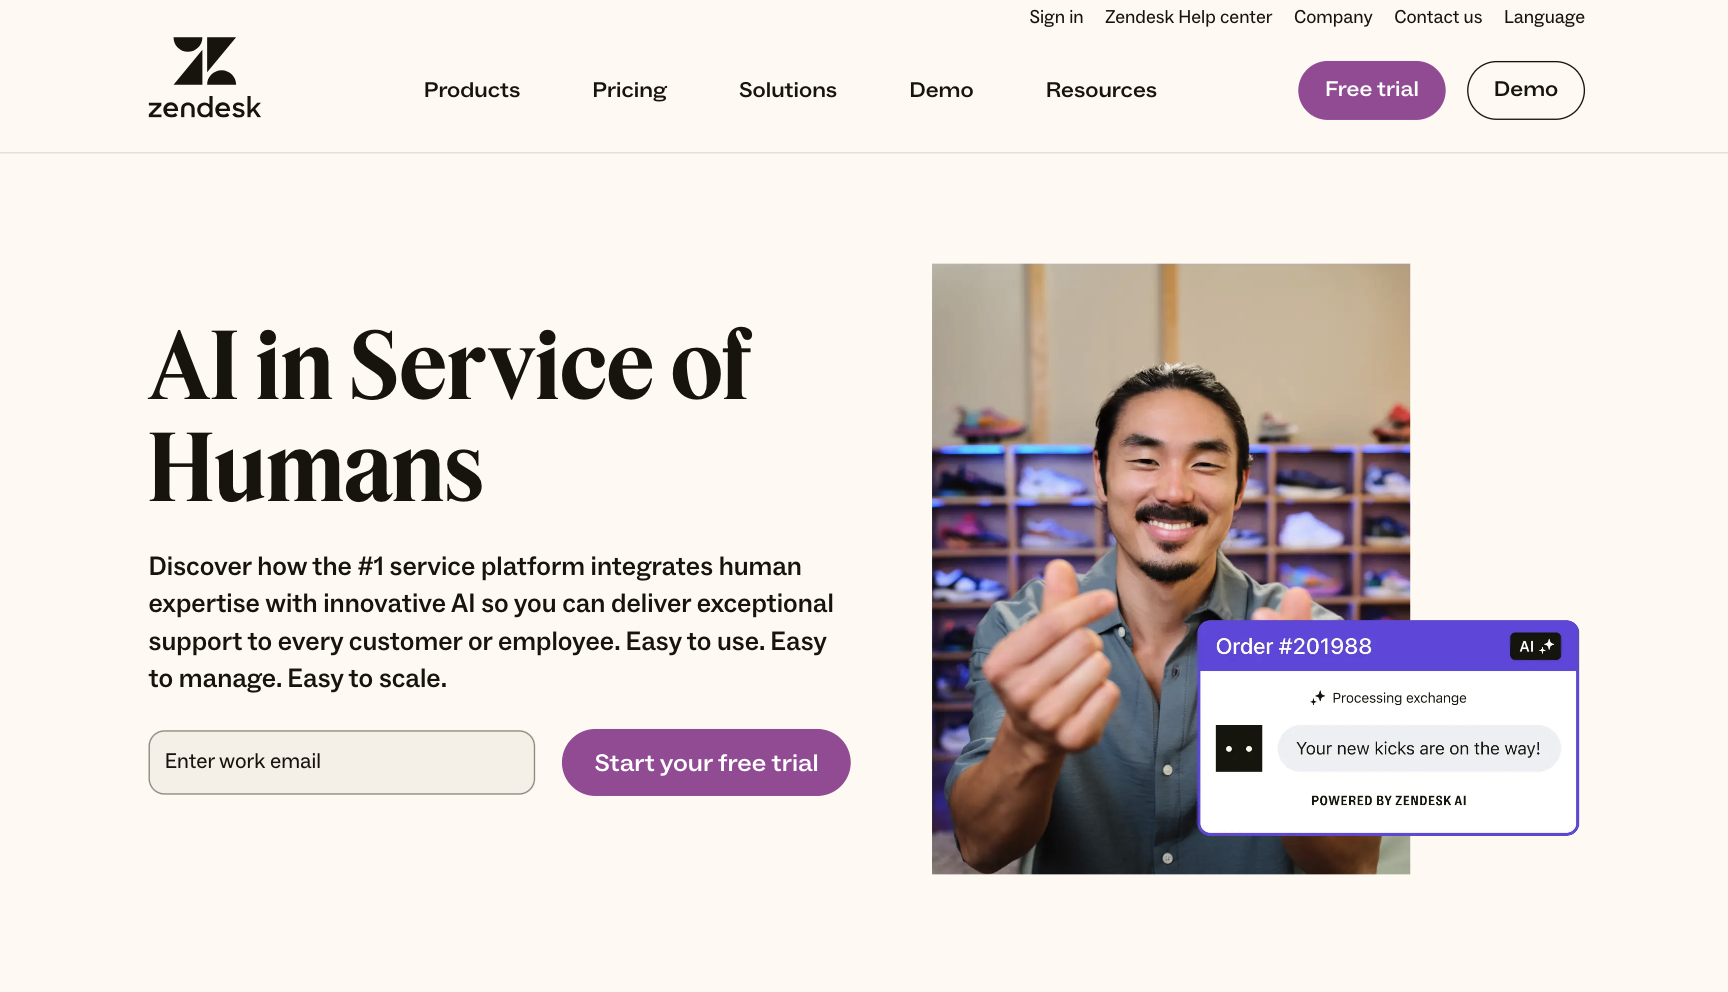 Sign in Zendesk Help center Company Contact us Language
zendesk
Products Pricing Solutions Demo Resources Free trial Demo
AI in Service of
Humans
Discover how the #1 service platform integrates human
expertise with innovative AI so you can deliver exceptional
support to every customer or employee. Easy to use. Easy
to manage. Easy to scale.
Enter work email
Start your free trial
Order #201988
AI
Processing exchange
Your new kicks are on the way!
POWERED BY ZENDESK AI